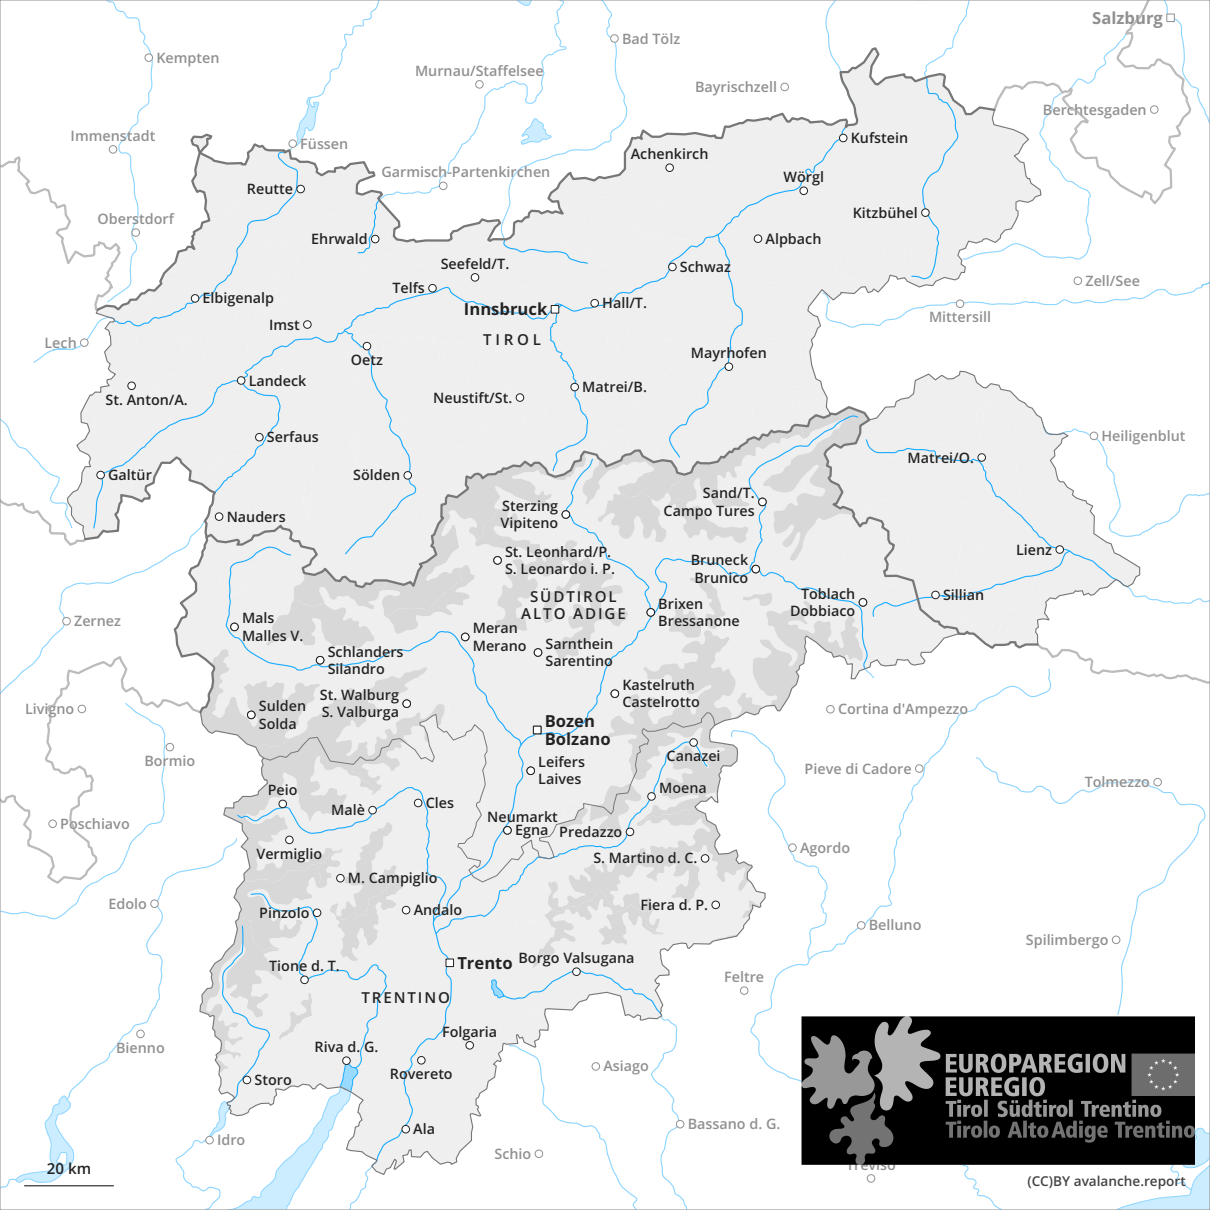 Salzburg
Bad Tölz
Kempten
Murnau/Staffelsee
Bayrischzell
Berchtesgaden
Immenstadt
Füssen
Kufstein
Achenkirch
Garmisch-Partenkirchen
Wörgl
Reutte
Oberstdorf
Kitzbühel
Ehrwald
Alpbach
Seefeld/T.
Schwaz
Zell/See
Telfs
Elbigenalp
Hall/T.
Innsbruck
Mittersill
Imst
TIROL
Lech
Mayrhofen
Oetz
Landeck
Matrei/B.
St. Anton/A.
Neustift/St.
Serfaus
Heiligenblut
Matrei/O.
Galtür
Sölden
Sand/T.
Campo Tures
Sterzing
Vipiteno
Nauders
St. Leonhard/P.
S. Leonardo i. P.
Lienz
Bruneck
Brunico
SÜDTIROL
ALTO ADIGE
Toblach
Dobbiaco
Sillian
Brixen
Bressanone
Mals
Malles V.
Zernez
Meran
Merano
Sarnthein
Sarentino
Schlanders
Silandro
Kastelruth
Castelrotto
St. Walburg
S. Valburga
Sulden
Solda
Livigno
Cortina d'Ampezzo
Bozen
Bolzano
Bormio
Canazei
Leifers
Laives
Pieve di Cadore
Tolmezzo
Peio
Moena
Malè
Cles
Neumarkt
Egna
Predazzo
Poschiavo
Vermiglio
Agordo
S. Martino d. C.
M. Campiglio
Edolo
Pinzolo
Andalo
Fiera d. P.
Belluno
Spilimbergo
Trento
Borgo Valsugana
Tione d. T.
Feltre
TRENTINO
Folgaria
Bienno
Riva d. G.
Rovereto
Asiago
Storo
EUROPAREGION
EUREGIO
Tirol Südtirol Trentino
Tirolo Alto Adige Trentino
Ala
Bassano d. G.
Idro
Schio
Treviso
20 km
(CC)BY avalanche.report